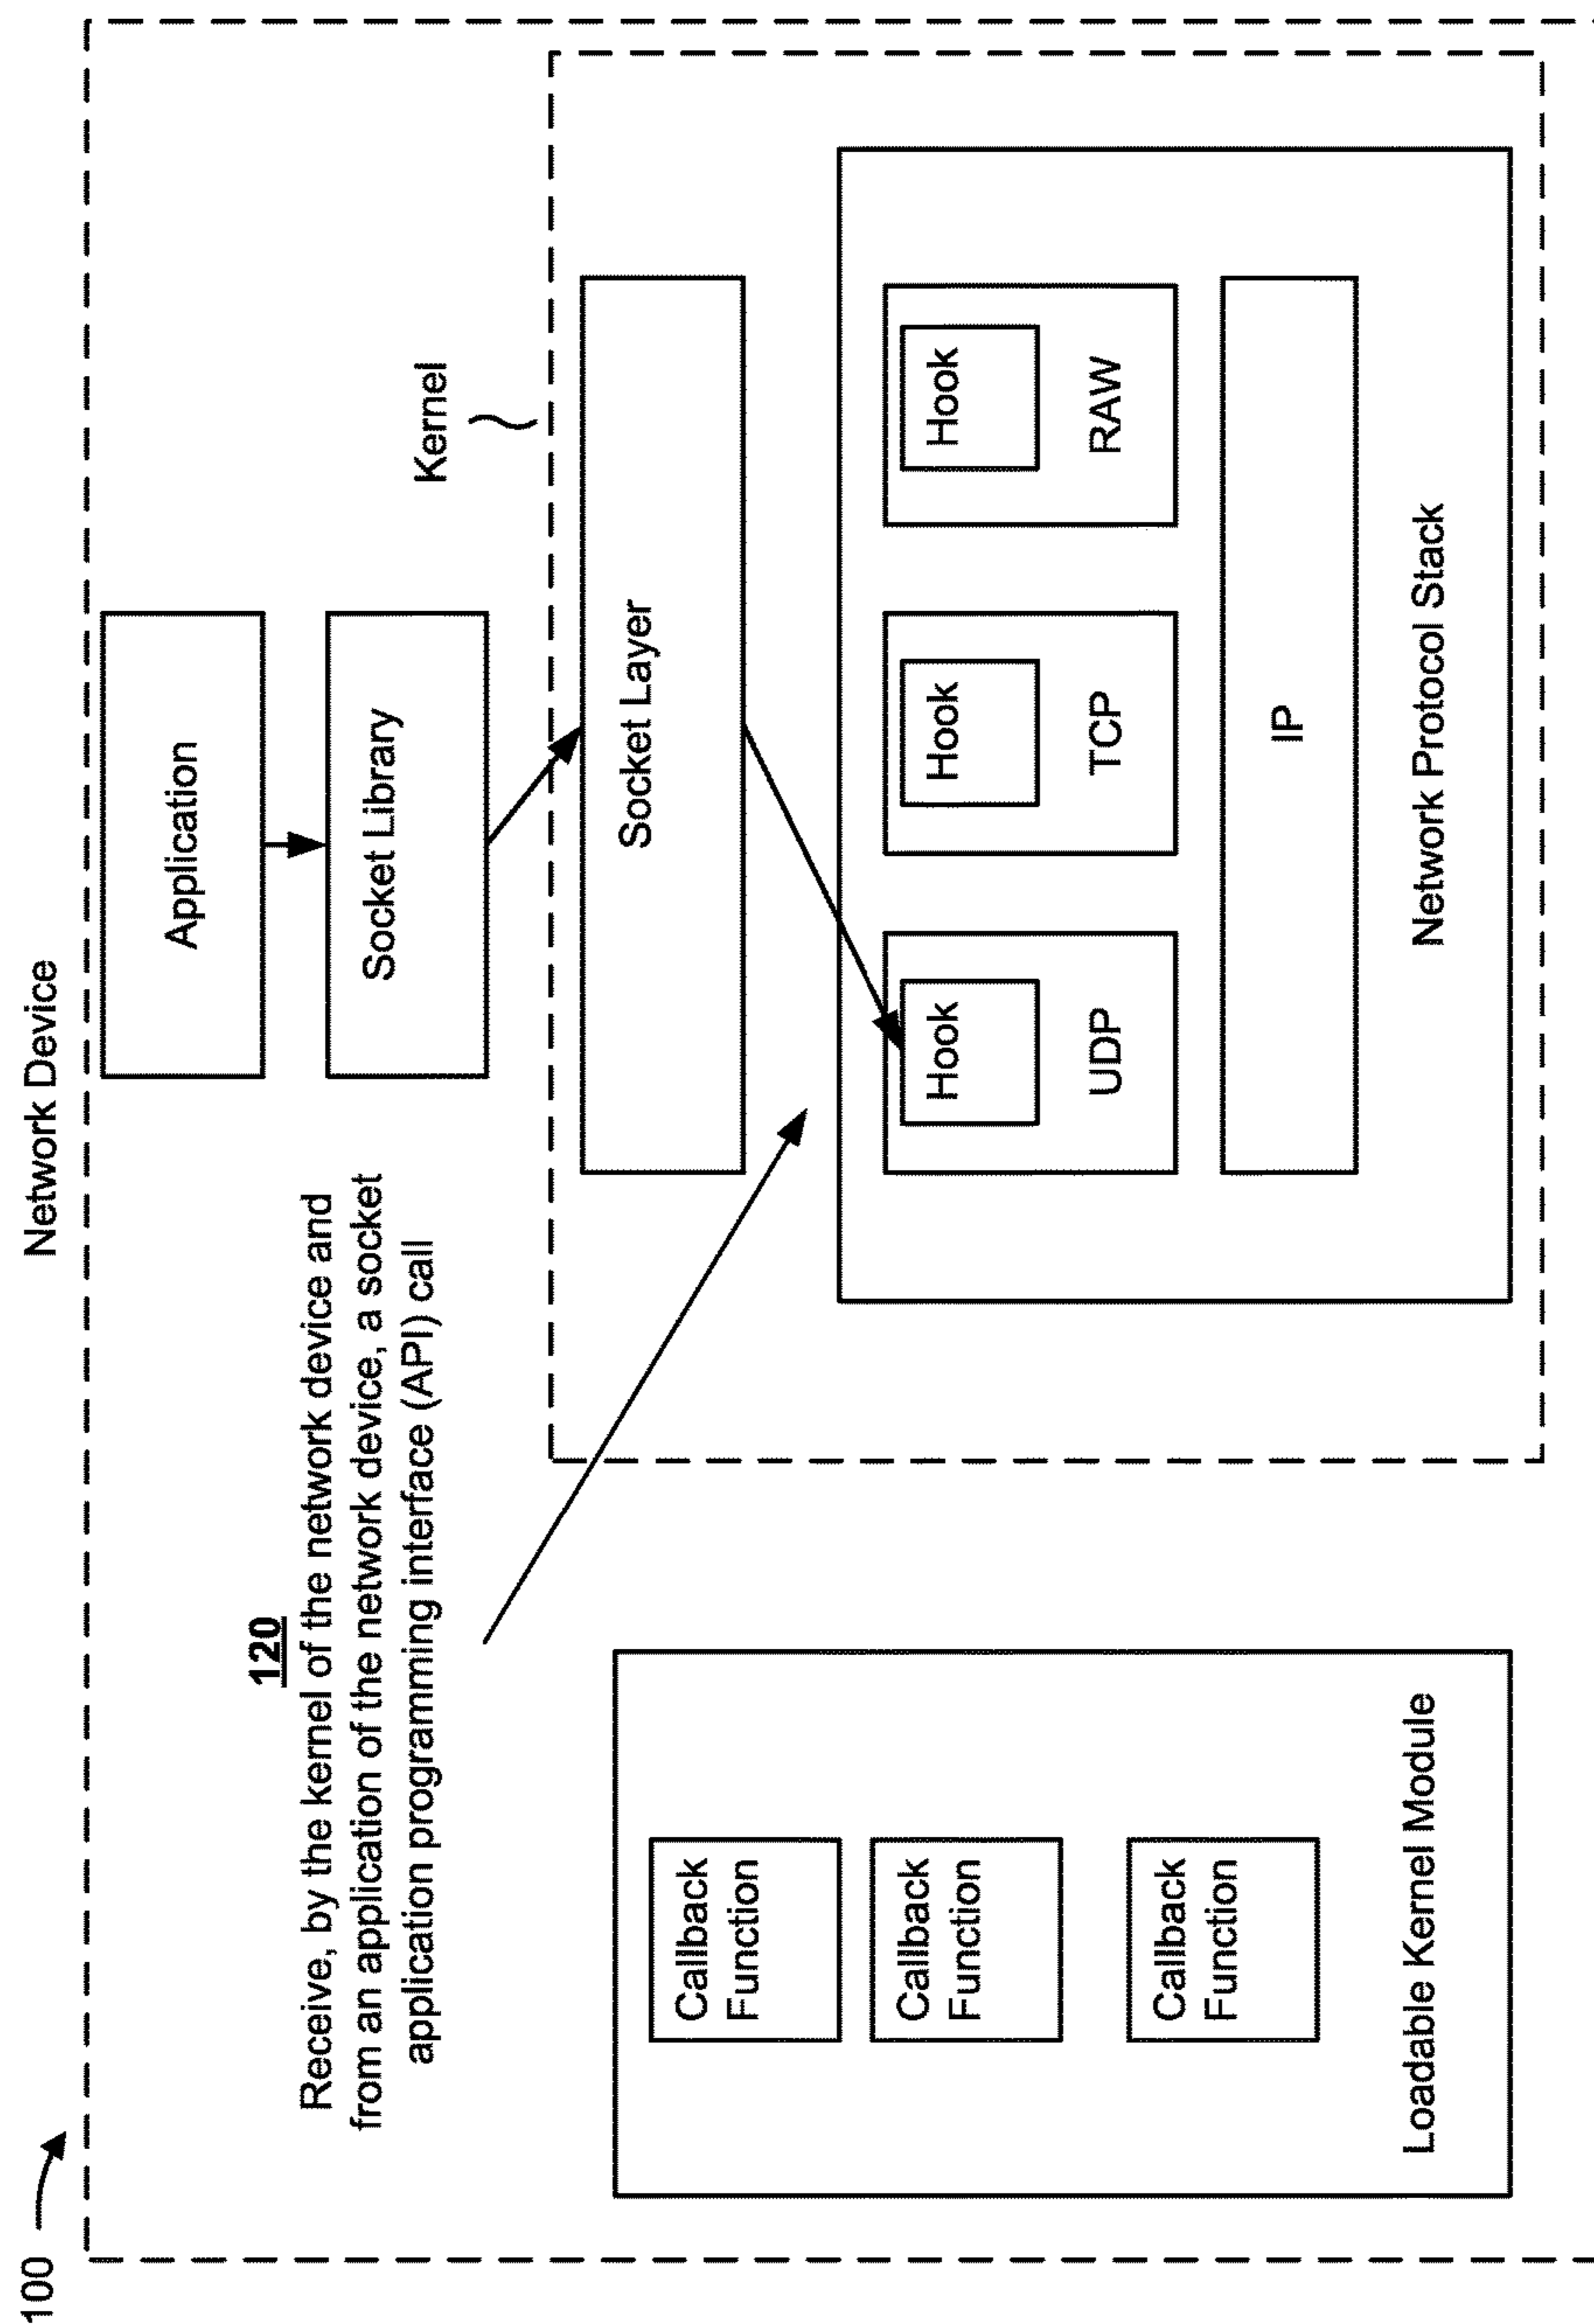 100
Network Device
120
Receive, by the kernel of the network device and
from an application of the network device, a socket
application programming interface (API) call
Application
Socket Library
Kernel
Socket Layer
Hook
UDP
Hook
TCP
Hook
RAW
IP
Network Protocol Stack
Callback
Function
Callback
Function
Callback
Function
Loadable Kernel Module